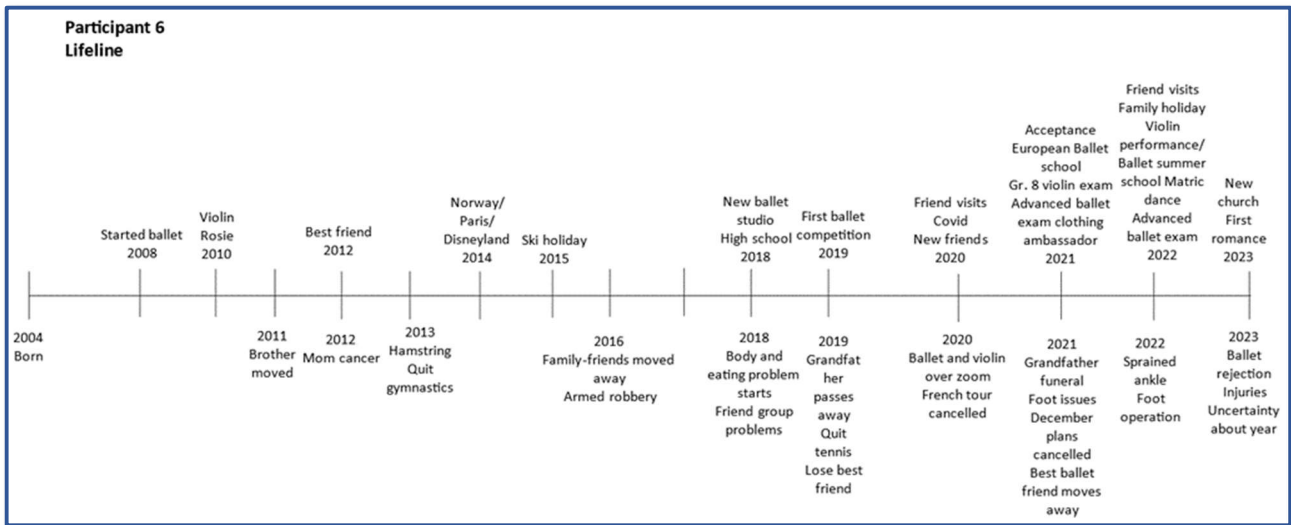 Participant 6
Lifeline
Started ballet
2008
Violin
Rosie
2010
Best friend
2012
Norway/
Paris/
Disneyland
2014
Ski holiday
2015
New ballet
studio
High school
2018
First ballet
competition
2019
Friend visits
Covid
New friends
2020
Acceptance
European Ballet
school
Gr. 8 violin exam
Advanced ballet
exam clothing
ambassador
2021
Friend visits
Family holiday
Violin
performance/
Ballet summer
school Matric
dance
Advanced
ballet exam
2022
New
church
First
romance
2023
2004
Born
2011
Brother
moved
2012
Mom cancer
2013
Hamstring
Quit
gymnastics
2016
Family-friends moved
away
Armed robbery
2018
Body and
eating problem
starts
Friend group
problems
2019
Grandfat
her
passes
away
Quit
tennis
Lose best
friend
2020
Ballet and violin
over zoom
French tour
cancelled
2021
Grandfather
funeral
Foot issues
December
plans
cancelled
Best ballet
friend moves
away
2022
Sprained
ankle
Foot
operation
2023
Ballet
rejection
Injuries
Uncertainty
about year